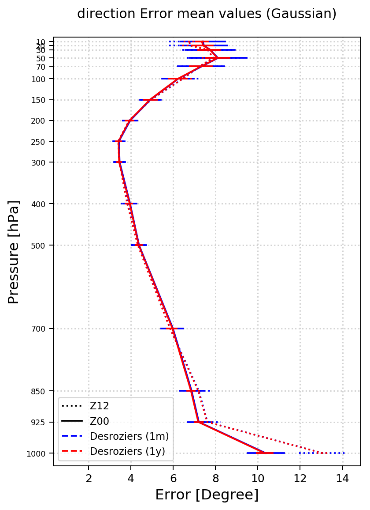 direction Error mean values (Gaussian)
10
20
30
50
70
100
150
200
250
300
400
500
700
850
925
1000
Pressure [hPa]
Z12
Z00
Desroziers (1m)
Desroziers (1y)
2 4 6 8 10 12 14
Error [Degree]